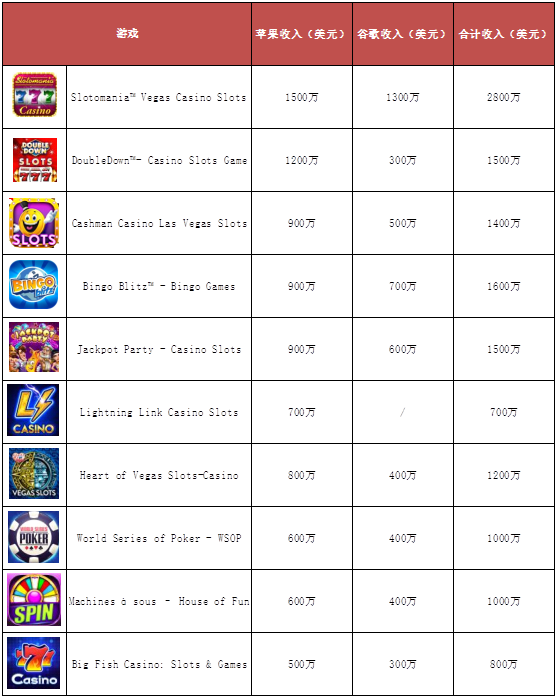 游戏 苹果收入（美元） 谷歌收入（美元） 合计收入（美元）
Slotomania 777 Casino
Slotomania™ Vegas Casino Slots 1500万 1300万 2800万
DOUBLE DOWN SLOTS 777
DoubleDown™- Casino Slots Game 1200万 300万 1500万
SLOTS
Cashman Casino Las Vegas Slots 900万 500万 1400万
BINGO Blitz
Bingo Blitz™ - Bingo Games 900万 700万 1600万
JACKPOT PARTY
Jackpot Party - Casino Slots 900万 600万 1500万
L CASINO
Lightning Link Casino Slots 700万 / 700万
VEGAS SLOTS
Heart of Vegas Slots-Casino 800万 400万 1200万
WORLD SERIES POKER
World Series of Poker - WSOP 600万 400万 1000万
SPIN
Machines à sous - House of Fun 600万 400万 1000万
77 Casino
Big Fish Casino: Slots & Games 500万 300万 800万